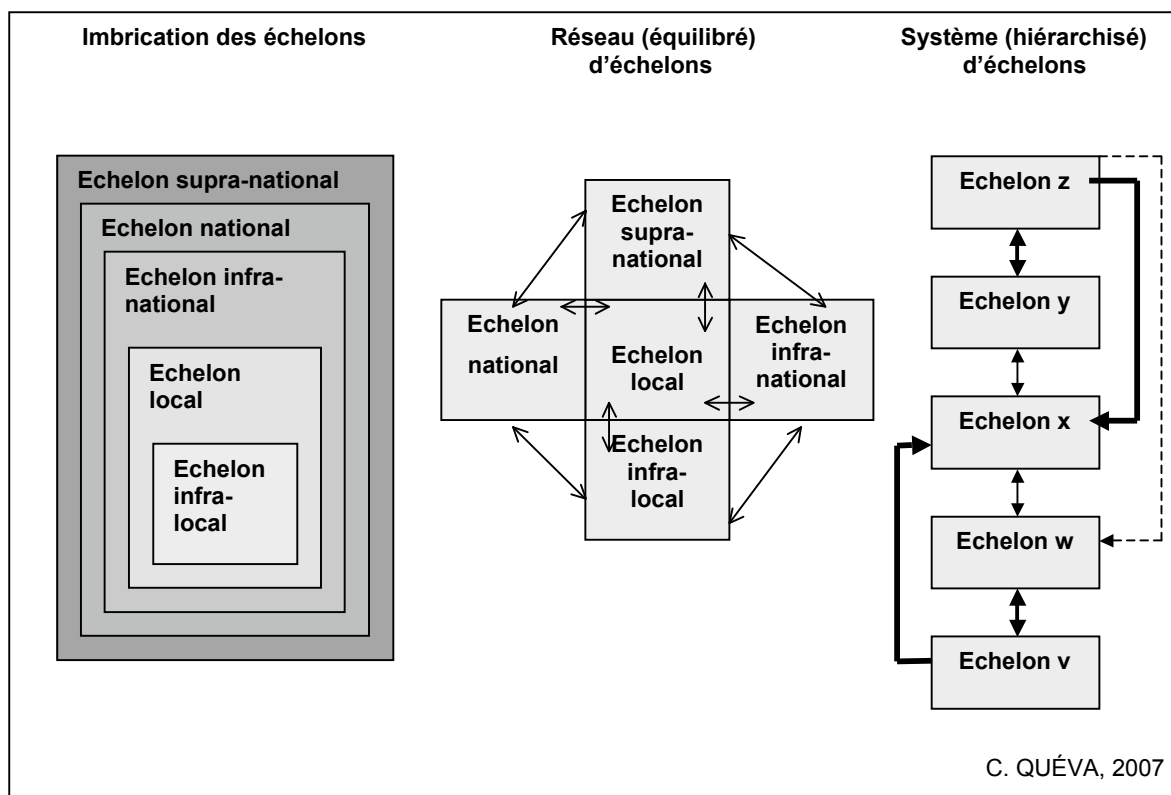 Imbrication des échelons
Réseau (équilibré)
d’échelons
Système (hiérarchisé)
d’échelons
Echelon supra-national
Echelon national
Echelon infra-
national
Echelon
local
Echelon
infra-
local
Echelon
supra-
national
Echelon
national
Echelon
local
Echelon
infra-
national
Echelon
infra-
local
Echelon z
Echelon y
Echelon x
Echelon w
Echelon v
C. QUÉVA, 2007